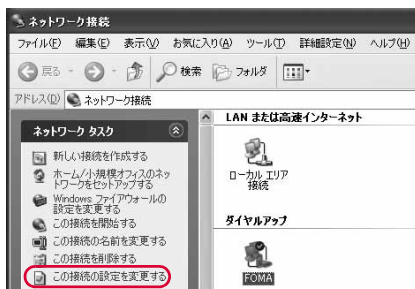 ネットワーク接続
ファイル(F) 編集(E) 表示(V) お気に入り(A) ツール(T) 詳細設定(N) ヘルプ(H)
戻る 検索 フォルダ
アドレス(D) ネットワーク接続
ネットワーク タスク
新しい接続を作成する
ホーム/小規模オフィスのネッ
トワークをセットアップする
Windows ファイアウォールの
設定を変更する
この接続を開始する
この接続の名前を変更する
この接続を削除する
この接続の設定を変更する
LAN または高速インターネット
ローカル エリア
接続
ダイヤルアップ
FOMA